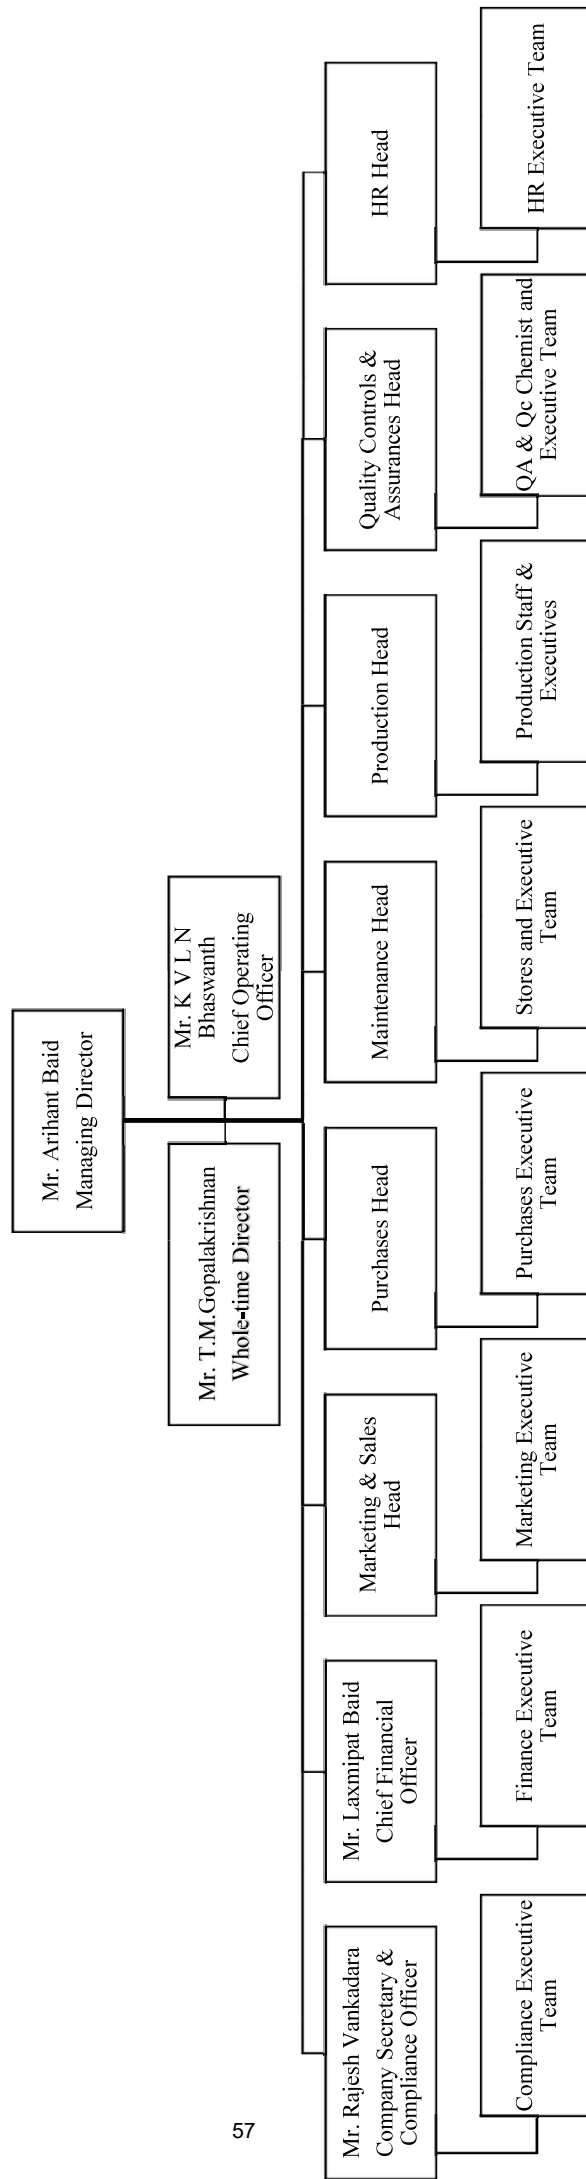 Mr. Arihant Baid
Managing Director
Mr. T.M.Gopalakrishnan
Whole-time Director
Mr. K V L N
Bhaswanth
Chief Operating
Officer
Mr. Rajesh Vankadara
Company Secretary &
Compliance Officer
Mr. Laxmipat Baid
Chief Financial
Officer
Marketing & Sales
Head
Purchases Head
Maintenance Head
Production Head
Quality Controls &
Assurances Head
HR Head
Compliance Executive
Team
Finance Executive
Team
Marketing Executive
Team
Purchases Executive
Team
Stores and Executive
Team
Production Staff &
Executives
QA & Qc Chemist and
Executive Team
HR Executive Team
57